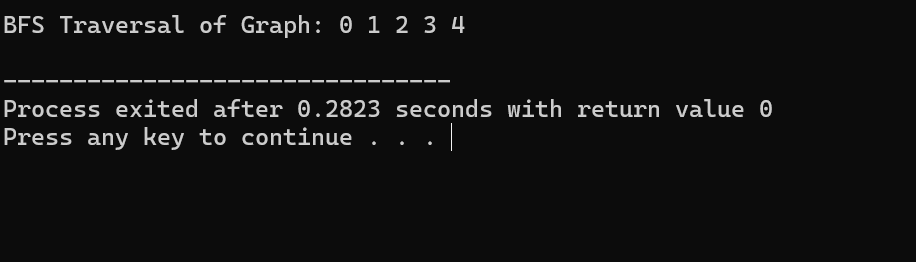 BFS Traversal of Graph: 0 1 2 3 4
--------------------------------
Process exited after 0.2823 seconds with return value 0
Press any key to continue . . .